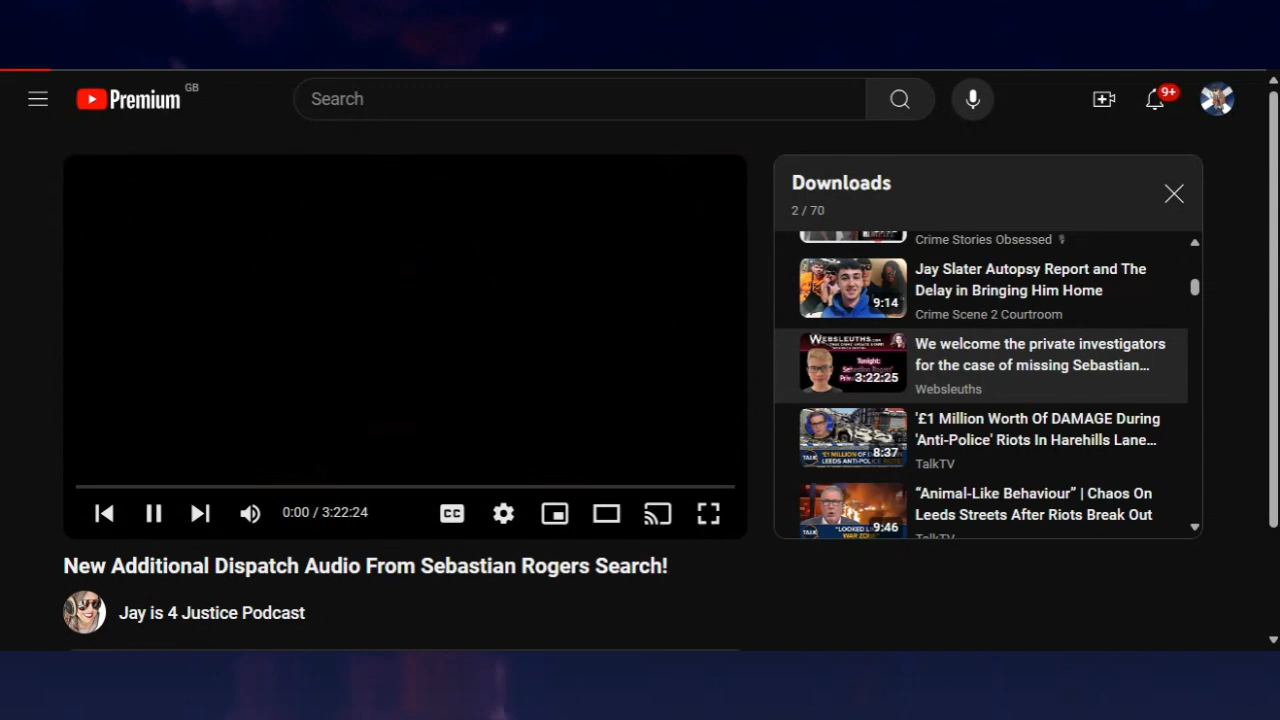 Premium GB
Search
9+
Downloads
2 / 70
Crime Stories Obsessed
Jay Slater Autopsy Report and The
Delay in Bringing Him Home
9:14
Crime Scene 2 Courtroom
WEBSLEUTHS.COM
Tonight:
3:22:25
We welcome the private investigators
for the case of missing Sebastian…
Websleuths
'£1 Million Worth Of DAMAGE During
'Anti-Police' Riots In Harehills Lane…
8:37
TalkTV
“Animal-Like Behaviour” | Chaos On
Leeds Streets After Riots Break Out
9:46
TalkTV
0:00 / 3:22:24
CC
New Additional Dispatch Audio From Sebastian Rogers Search!
Jay is 4 Justice Podcast